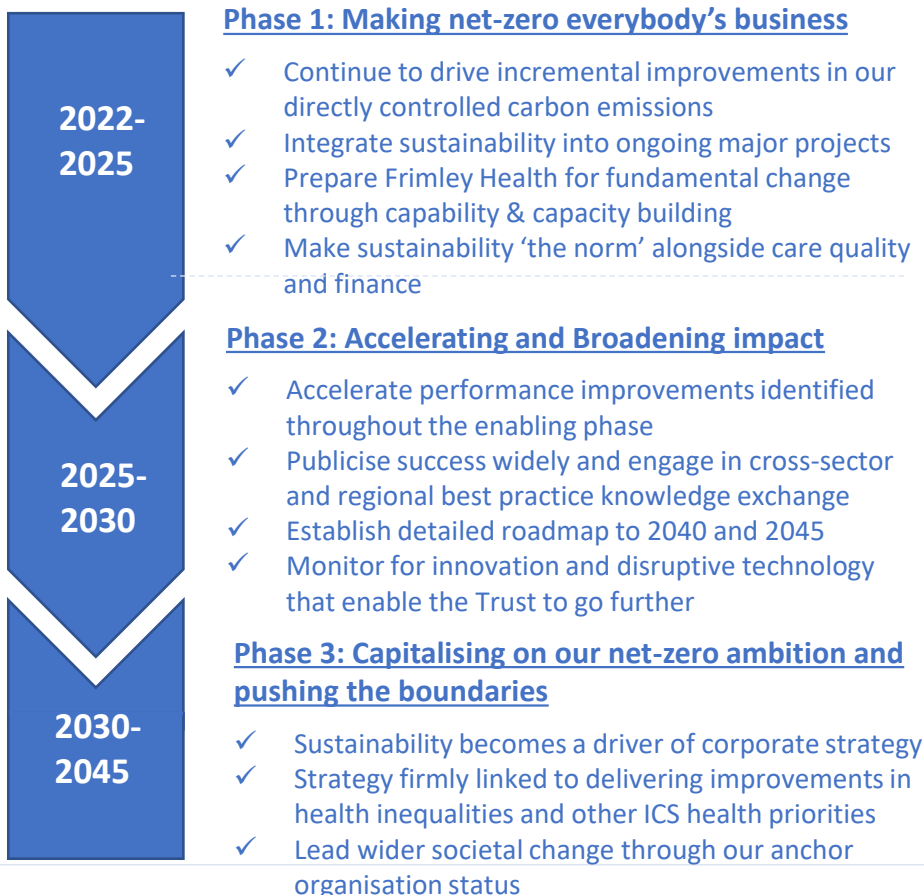 Phase 1: Making net-zero everybody’s business
2022-
2025
✓ Continue to drive incremental improvements in our
directly controlled carbon emissions
✓ Integrate sustainability into ongoing major projects
✓ Prepare Frimley Health for fundamental change
through capability & capacity building
✓ Make sustainability ‘the norm’ alongside care quality
and finance
Phase 2: Accelerating and Broadening impact
2025-
2030
✓ Accelerate performance improvements identified
throughout the enabling phase
✓ Publicise success widely and engage in cross-sector
and regional best practice knowledge exchange
✓ Establish detailed roadmap to 2040 and 2045
✓ Monitor for innovation and disruptive technology
that enable the Trust to go further
Phase 3: Capitalising on our net-zero ambition and
pushing the boundaries
2030-
2045
✓ Sustainability becomes a driver of corporate strategy
✓ Strategy firmly linked to delivering improvements in
health inequalities and other ICS health priorities
✓ Lead wider societal change through our anchor
organisation status